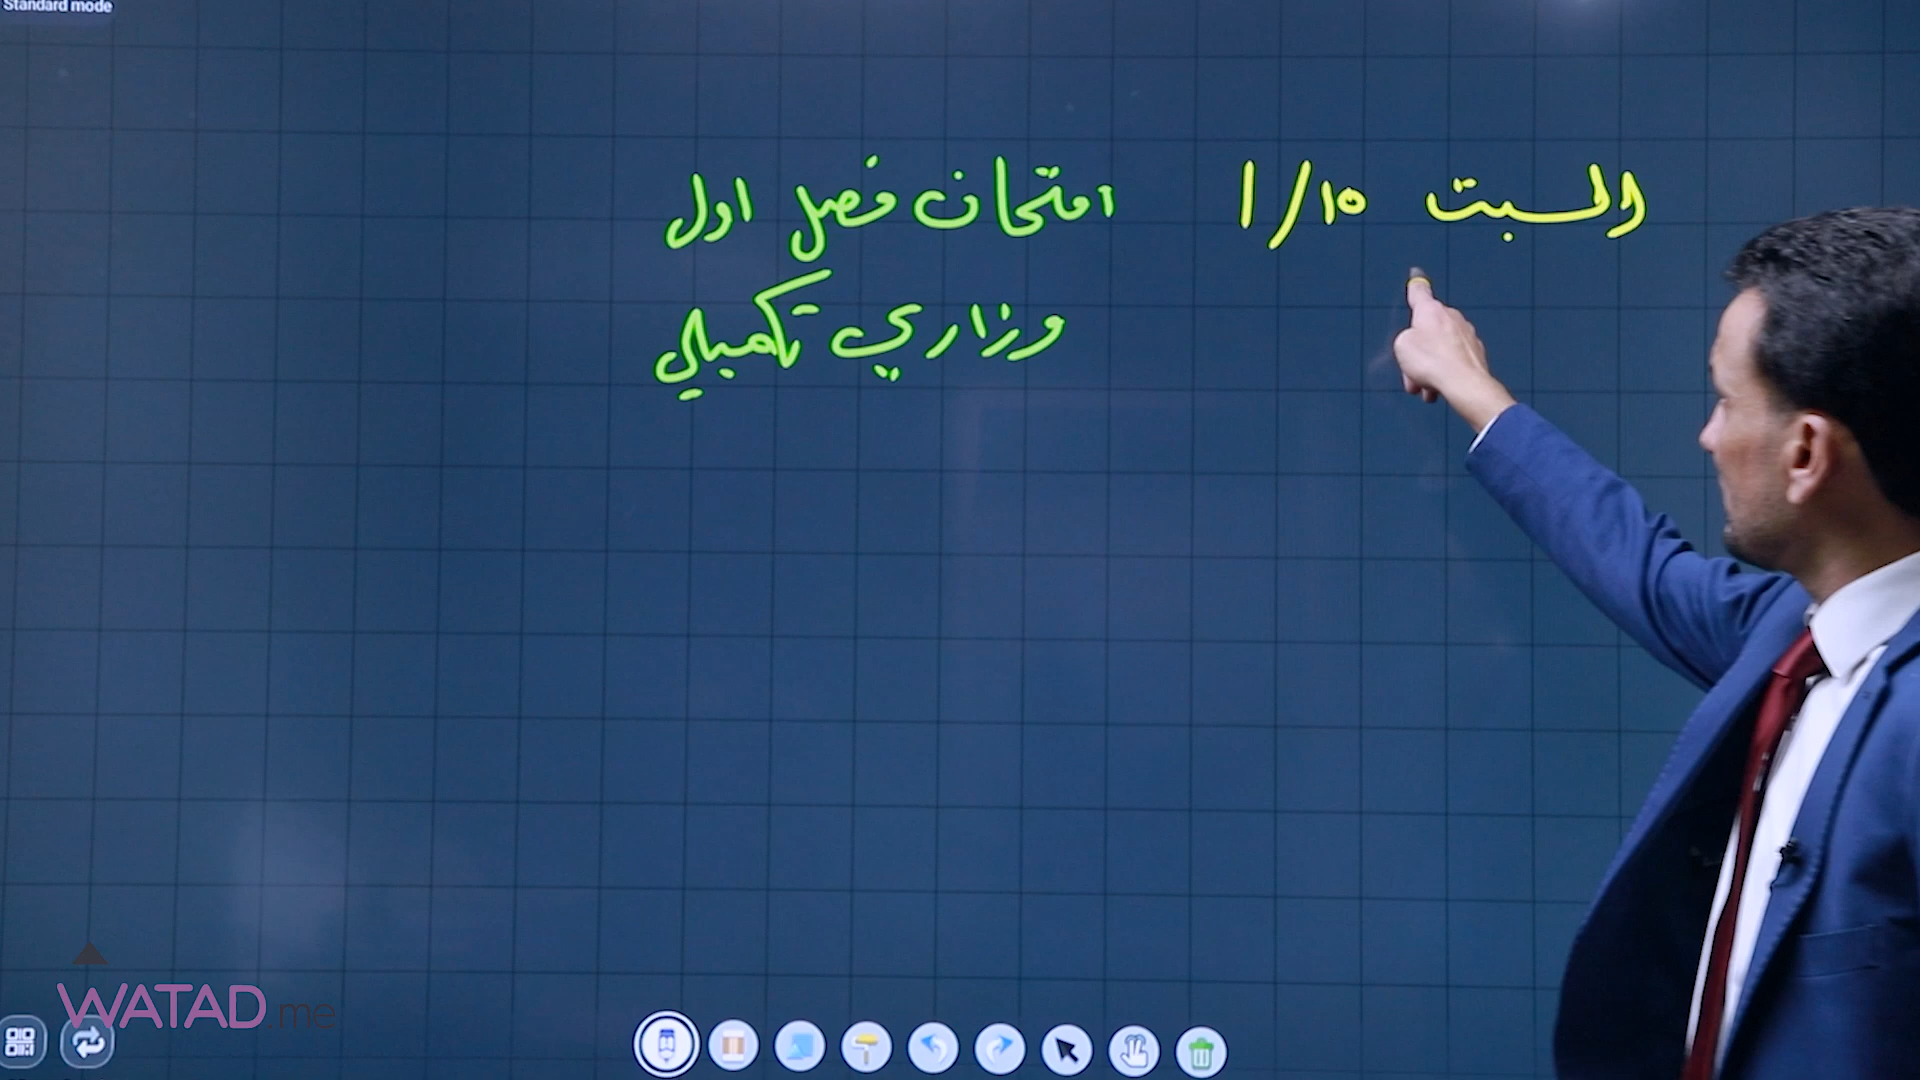 Standard mode
السبت ١٥/١ امتحان فصل اول
وزاري تكميلي
WATAD.me